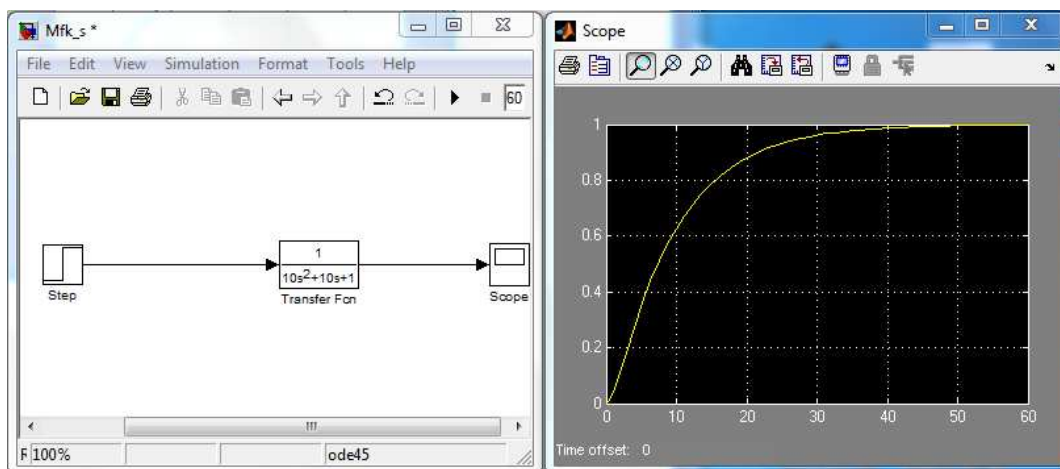 Mfk_s *
File Edit View Simulation Format Tools Help
60
1
10s2+10s+1
Step
Transfer Fcn
Scope
100%
ode45
Scope
1
0.8
0.6
0.4
0.2
0
0 10 20 30 40 50 60
Time offset: 0